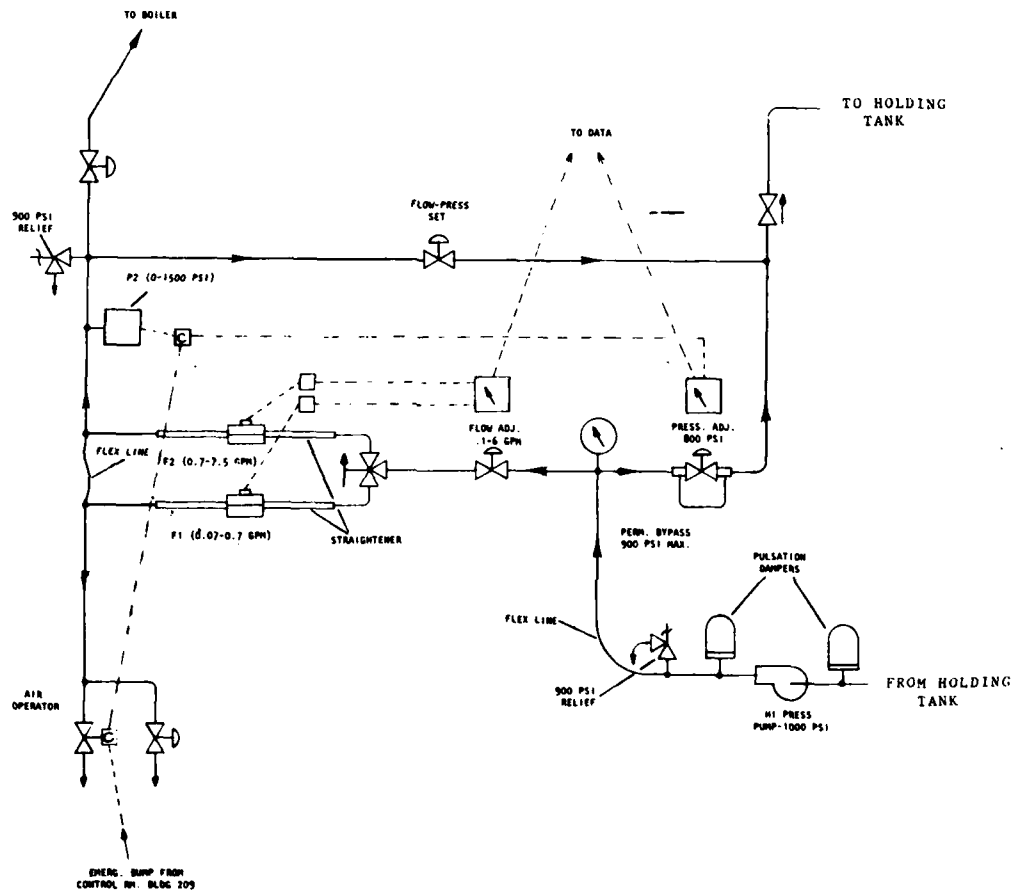 TO BOILER
TO HOLDING
TANK
TO DATA
FLOW-PRESS
SET
900 PSI
RELIEF
P2 (0-1500 PSI)
C
FLOW ADJ.
.1-6 GPM
PRESS. ADJ.
800 PSI
FLEX LINE
F2 (0.7-7.5 GPM)
F1 (0.07-0.7 GPM)
STRAIGHTENER
PERM. BYPASS
900 PSI MAX.
PULSATION
DAMPERS
FLEX LINE
900 PSI
RELIEF
HI PRESS
PUMP-1000 PSI
FROM HOLDING
TANK
AIR
OPERATOR
C
EMERG. DUMP FROM
CONTROL RM. BLDG 209